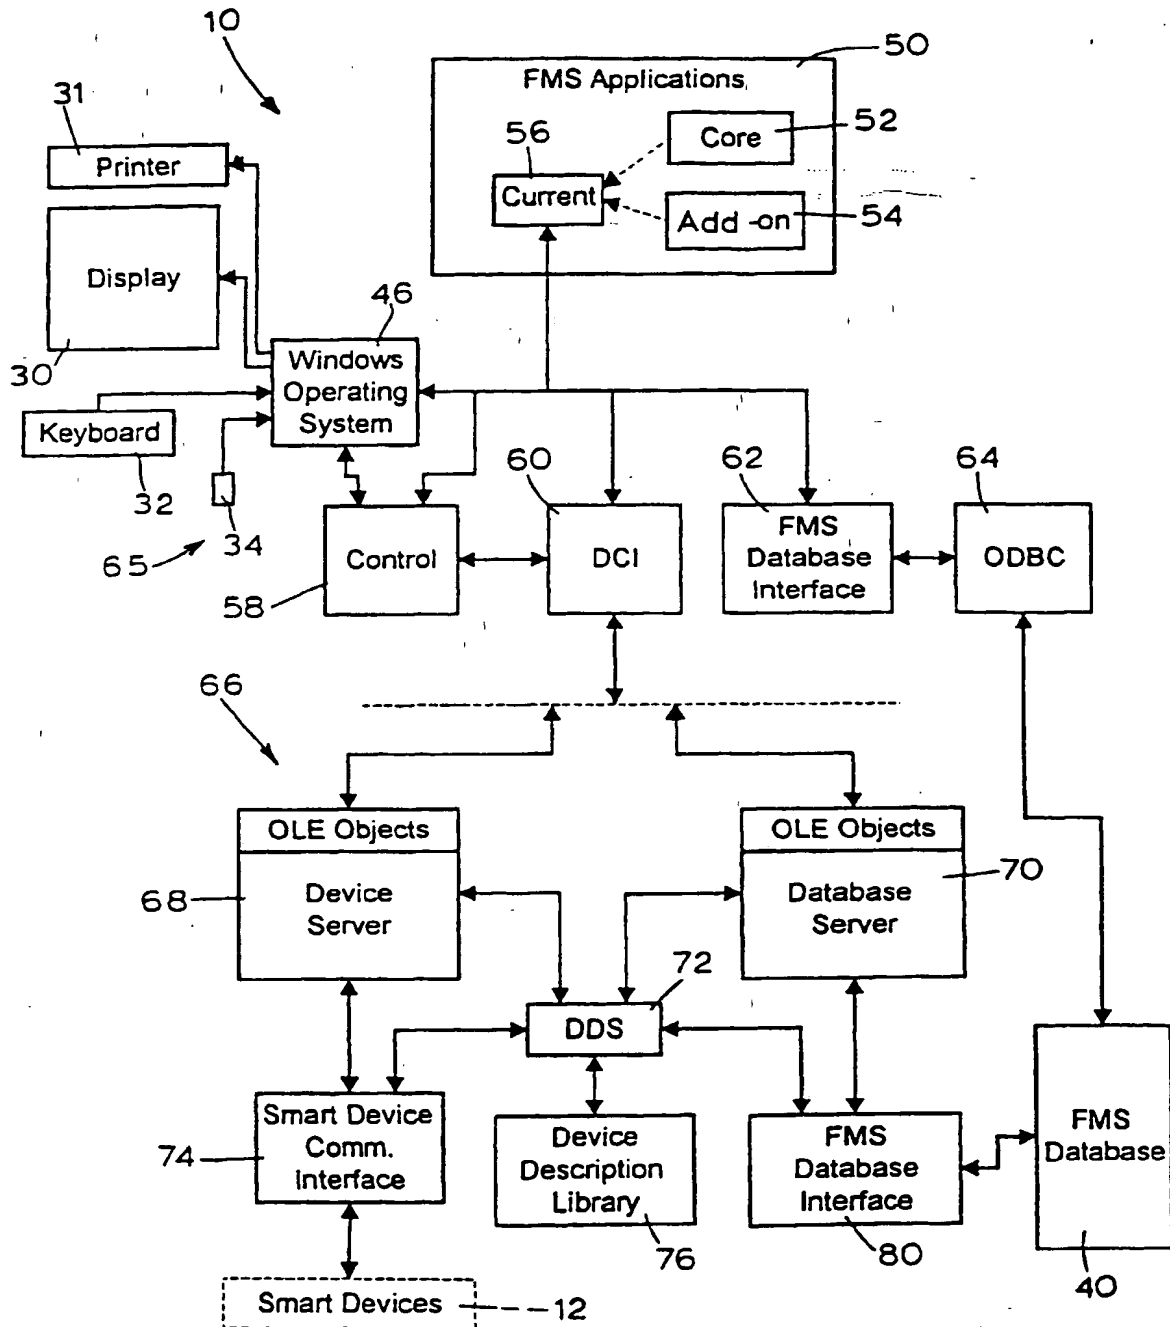 10
50
FMS Applications
31
Printer
56
Core
52
Current
Add-on
54
Display
46
30
Windows
Operating
System
Keyboard
32
34
65
60
62
64
Control
DCI
FMS
Database
Interface
ODBC
58
66
OLE Objects
OLE Objects
68
Device
Server
Database
Server
70
72
DDS
Smart Device
Comm.
Interface
74
Device
Description
Library
76
FMS
Database
Interface
80
FMS
Database
40
Smart Devices
12